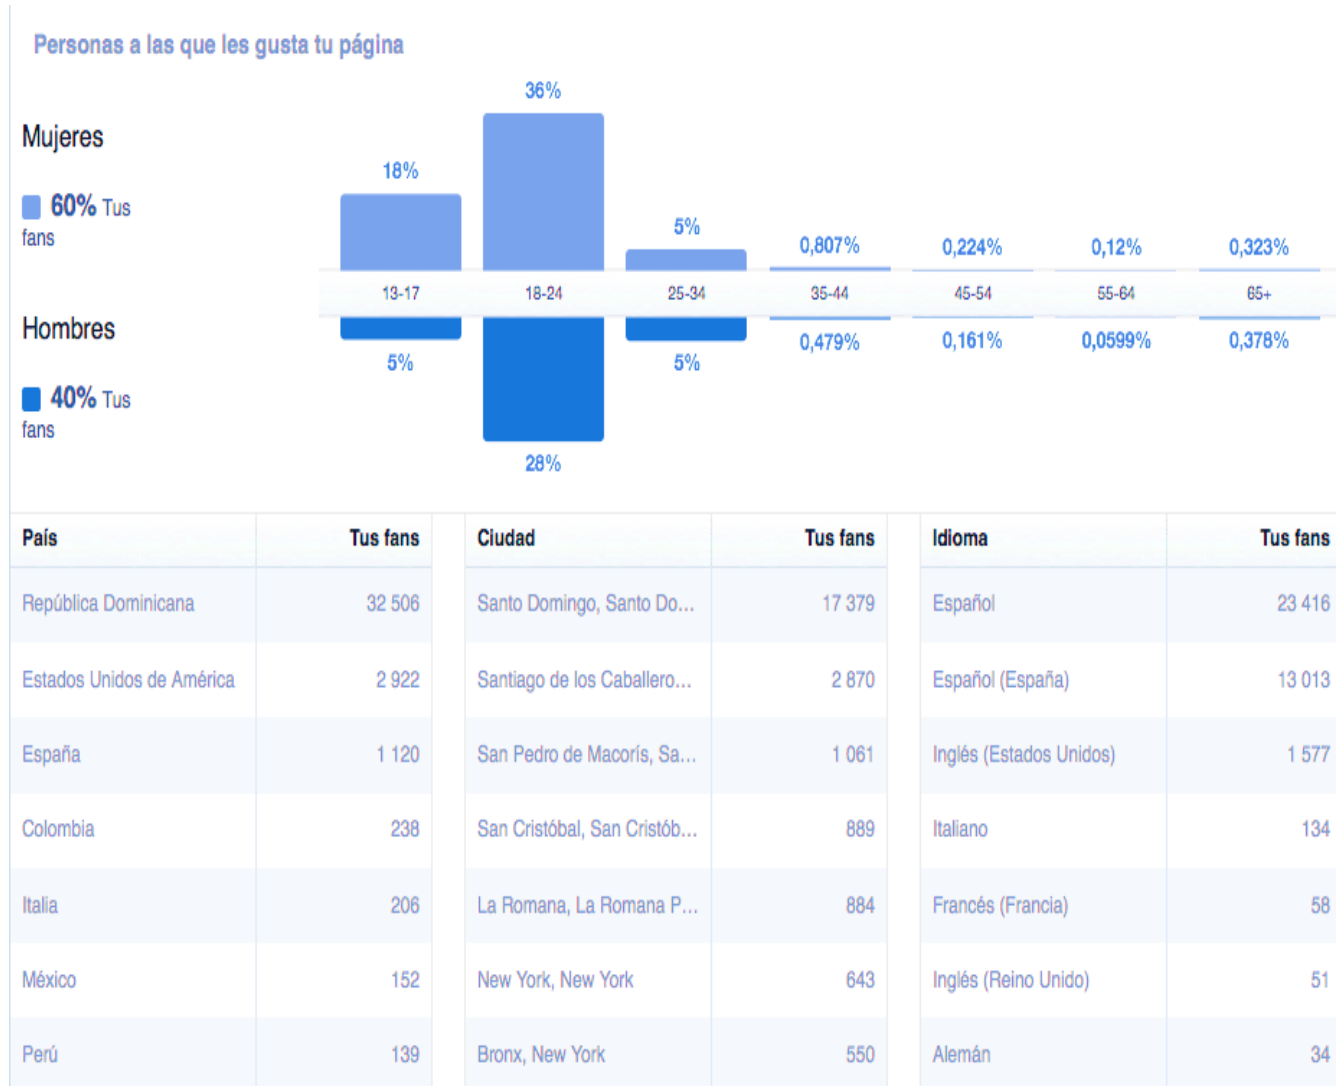 Personas a las que les gusta tu página
36%
Mujeres
18%
60% Tus
fans
5%
0,807%
0,224%
0,12%
0,323%
13-17 18-24 25-34 35-44 45-54 55-64 65+
Hombres
5%
5%
0,479%
0,161%
0,0599%
0,378%
40% Tus
fans
28%
País Tus fans Ciudad Tus fans Idioma Tus fans
República Dominicana 32 506 Santo Domingo, Santo Do... 17 379 Español 23 416
Estados Unidos de América 2 922 Santiago de los Caballero... 2 870 Español (España) 13 013
España 1 120 San Pedro de Macorís, Sa... 1 061 Inglés (Estados Unidos) 1 577
Colombia 238 San Cristóbal, San Cristób... 889 Italiano 134
Italia 206 La Romana, La Romana P... 884 Francés (Francia) 58
México 152 New York, New York 643 Inglés (Reino Unido) 51
Perú 139 Bronx, New York 550 Alemán 34